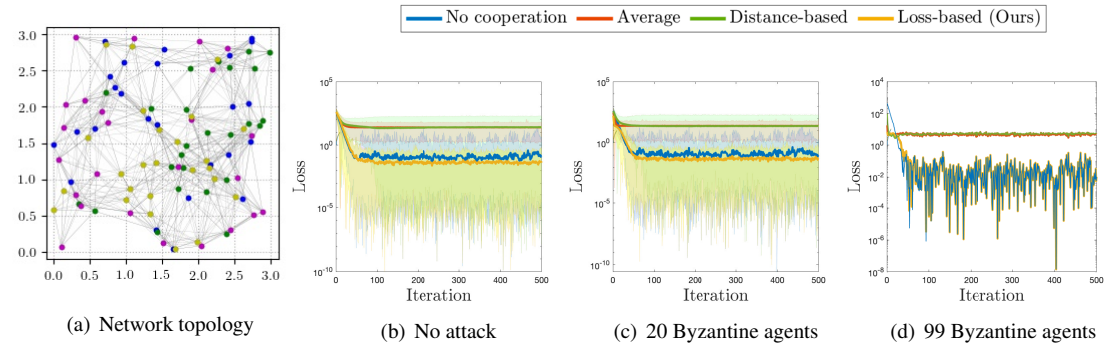 No cooperation Average Distance-based Loss-based (Ours)
3.0
2.5
2.0
1.5
1.0
0.5
0.0
0.0 0.5 1.0 1.5 2.0 2.5 3.0
(a) Network topology
Loss
10^5
10^0
10^-5
10^-10
0 100 200 300 400 500
Iteration
(b) No attack
Loss
10^5
10^0
10^-5
10^-10
0 100 200 300 400 500
Iteration
(c) 20 Byzantine agents
Loss
10^4
10^2
10^0
10^-2
10^-4
10^-6
10^-8
0 100 200 300 400 500
Iteration
(d) 99 Byzantine agents